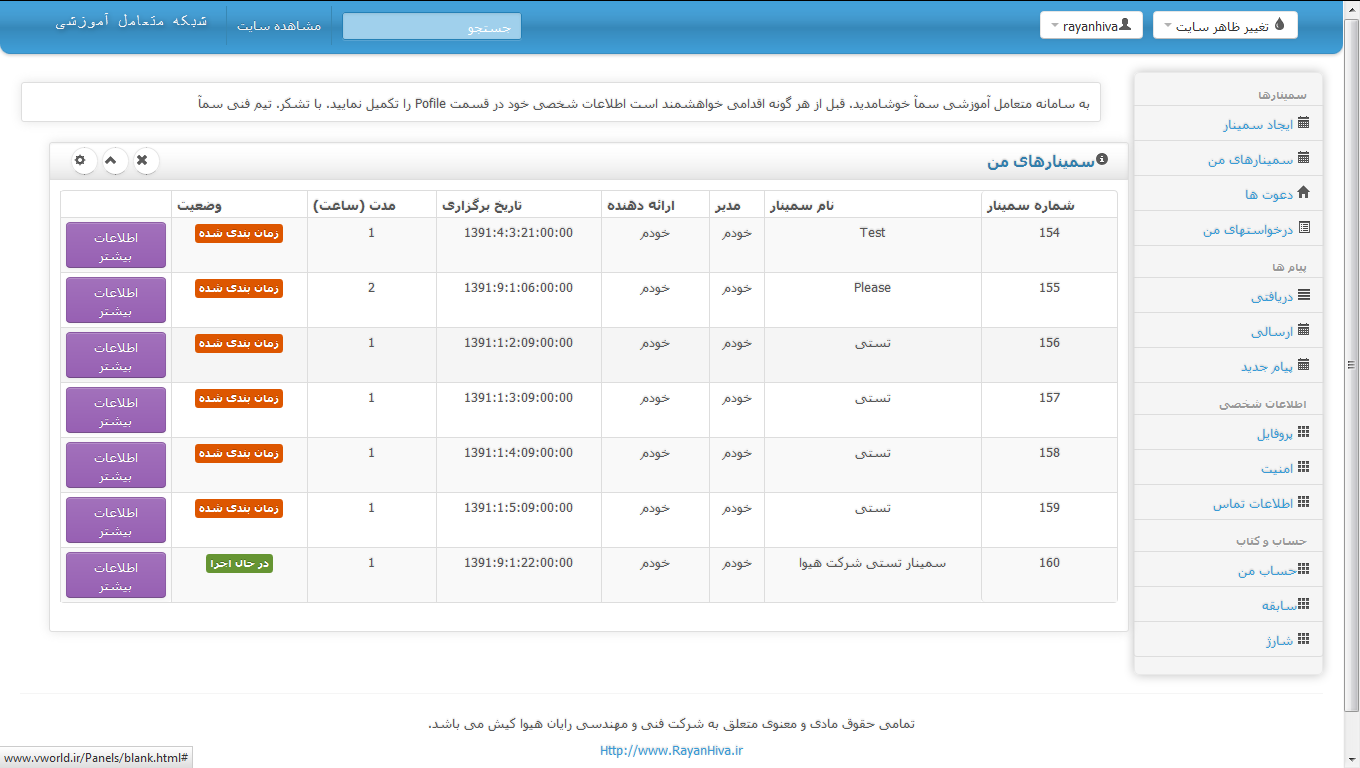 تغییر ظاهر سایت
rayanhiva
جستجو
مشاهده سایت
شبکه متعامل آموزشی
سمینارها
ایجاد سمینار
سمینارهای من
دعوت ها
درخواستهای من
پیام ها
دریافتی
ارسالی
پیام جدید
اطلاعات شخصی
پروفایل
امنیت
اطلاعات تماس
حساب و کتاب
حساب من
سابقه
شارژ
به سامانه متعامل آموزشی سمآ خوشامدید. قبل از هر گونه اقدامی خواهشمند است اطلاعات شخصی خود در قسمت Pofile را تکمیل نمایید. با تشکر. تیم فنی سمآ
سمینارهای من
شماره سمینار نام سمینار مدیر ارائه دهنده تاریخ برگزاری مدت (ساعت) وضعیت
154 Test خودم خودم 1391:4:3:21:00:00 1 زمان بندی شده اطلاعات بیشتر
155 Please خودم خودم 1391:9:1:06:00:00 2 زمان بندی شده اطلاعات بیشتر
156 تستی خودم خودم 1391:1:2:09:00:00 1 زمان بندی شده اطلاعات بیشتر
157 تستی خودم خودم 1391:1:3:09:00:00 1 زمان بندی شده اطلاعات بیشتر
158 تستی خودم خودم 1391:1:4:09:00:00 1 زمان بندی شده اطلاعات بیشتر
159 تستی خودم خودم 1391:1:5:09:00:00 1 زمان بندی شده اطلاعات بیشتر
160 سمینار تستی شرکت هیوا خودم خودم 1391:9:1:22:00:00 1 در حال اجرا اطلاعات بیشتر
تمامی حقوق مادی و معنوی متعلق به شرکت فنی و مهندسی رایان هیوا کیش می باشد.
Http://www.RayanHiva.ir
www.vworld.ir/Panels/blank.html#